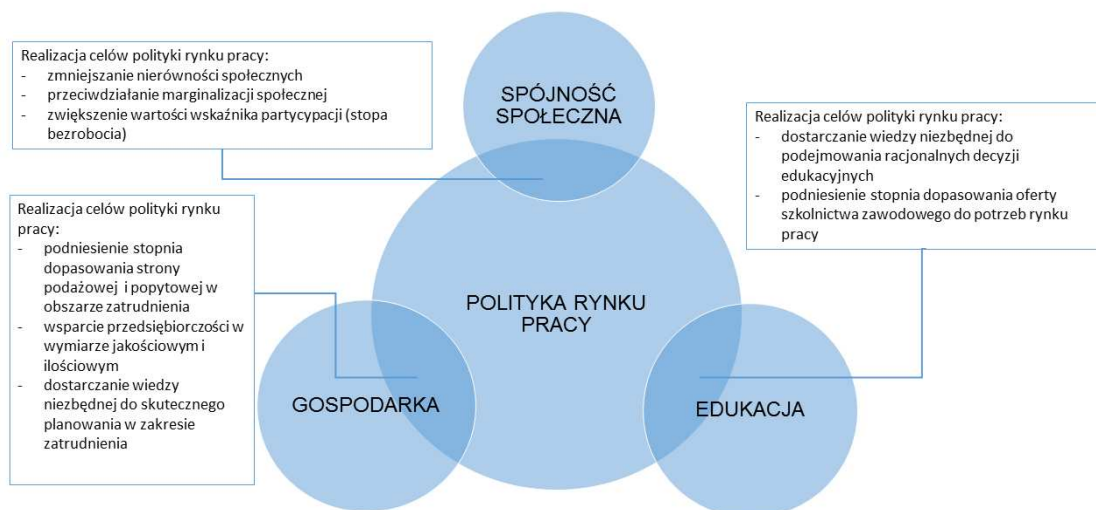 Realizacja celów polityki rynku pracy:
- zmniejszanie nierówności społecznych
- przeciwdziałanie marginalizacji społecznej
- zwiększenie wartości wskaźnika partycypacji (stopa
bezrobocia)
SPÓJNOŚĆ
SPOŁECZNA
Realizacja celów polityki rynku pracy:
- dostarczanie wiedzy niezbędnej do
podejmowania racjonalnych decyzji
edukacyjnych
- podniesienie stopnia dopasowania oferty
szkolnictwa zawodowego do potrzeb rynku
pracy
Realizacja celów polityki rynku
pracy:
- podniesienie stopnia
dopasowania strony
podażowej i popytowej w
obszarze zatrudnienia
- wsparcie przedsiębiorczości w
wymiarze jakościowym i
ilościowym
- dostarczanie wiedzy
niezbędnej do skutecznego
planowania w zakresie
zatrudnienia
POLITYKA RYNKU
PRACY
GOSPODARKA
EDUKACJA